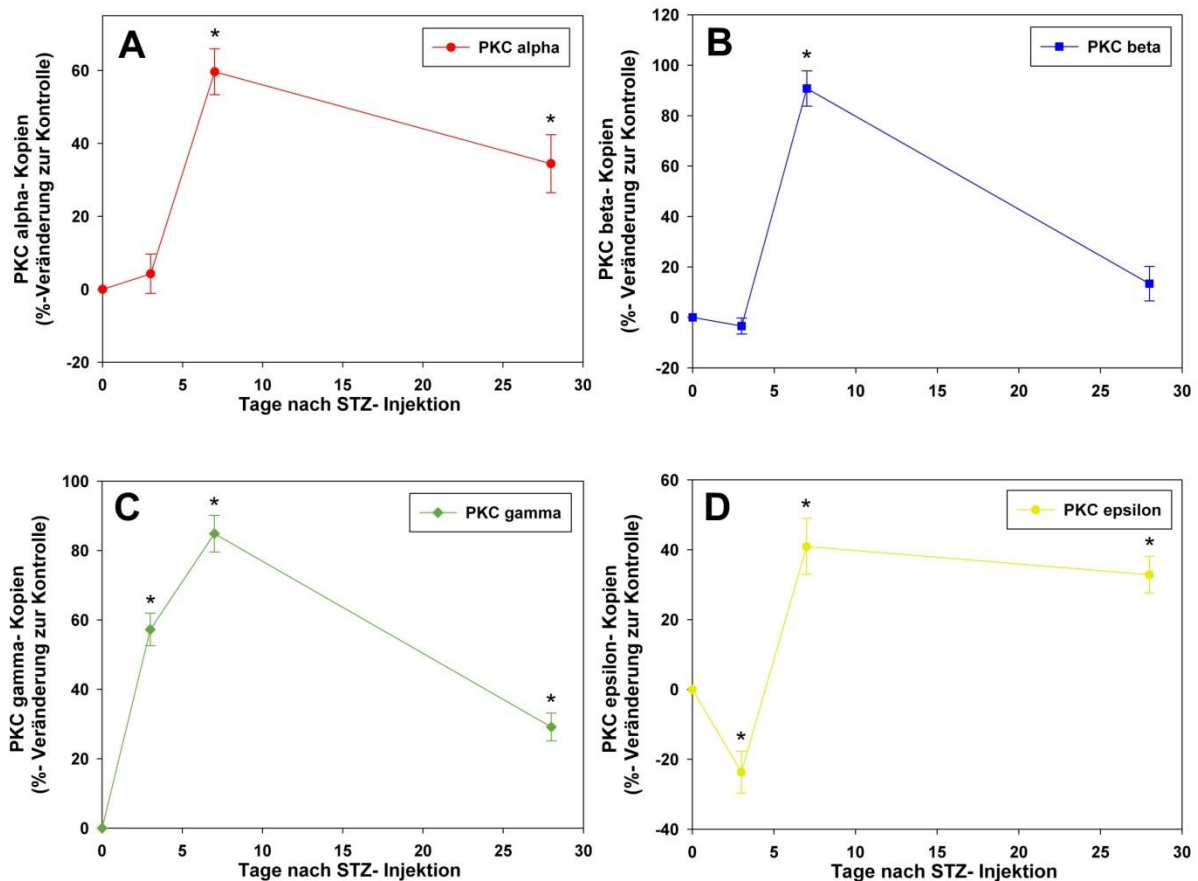 A
*
*
PKC alpha
PKC alpha- Kopien
(%-Veränderung zur Kontrolle)
60
40
20
0
-20
0 5 10 15 20 25 30
Tage nach STZ- Injektion
B
*
PKC beta
PKC beta- Kopien
(%- Veränderung zur Kontrolle)
120
100
80
60
40
20
0
-20
0 5 10 15 20 25 30
Tage nach STZ- Injektion
C
*
*
*
PKC gamma
PKC gamma- Kopien
(%- Veränderung zur Kontrolle)
100
80
60
40
20
0
0 5 10 15 20 25 30
Tage nach STZ- Injektion
D
*
*
*
PKC epsilon
PKC epsilon- Kopien
(%- Veränderung zur Kontrolle)
60
40
20
0
-20
-40
0 5 10 15 20 25 30
Tage nach STZ- Injektion